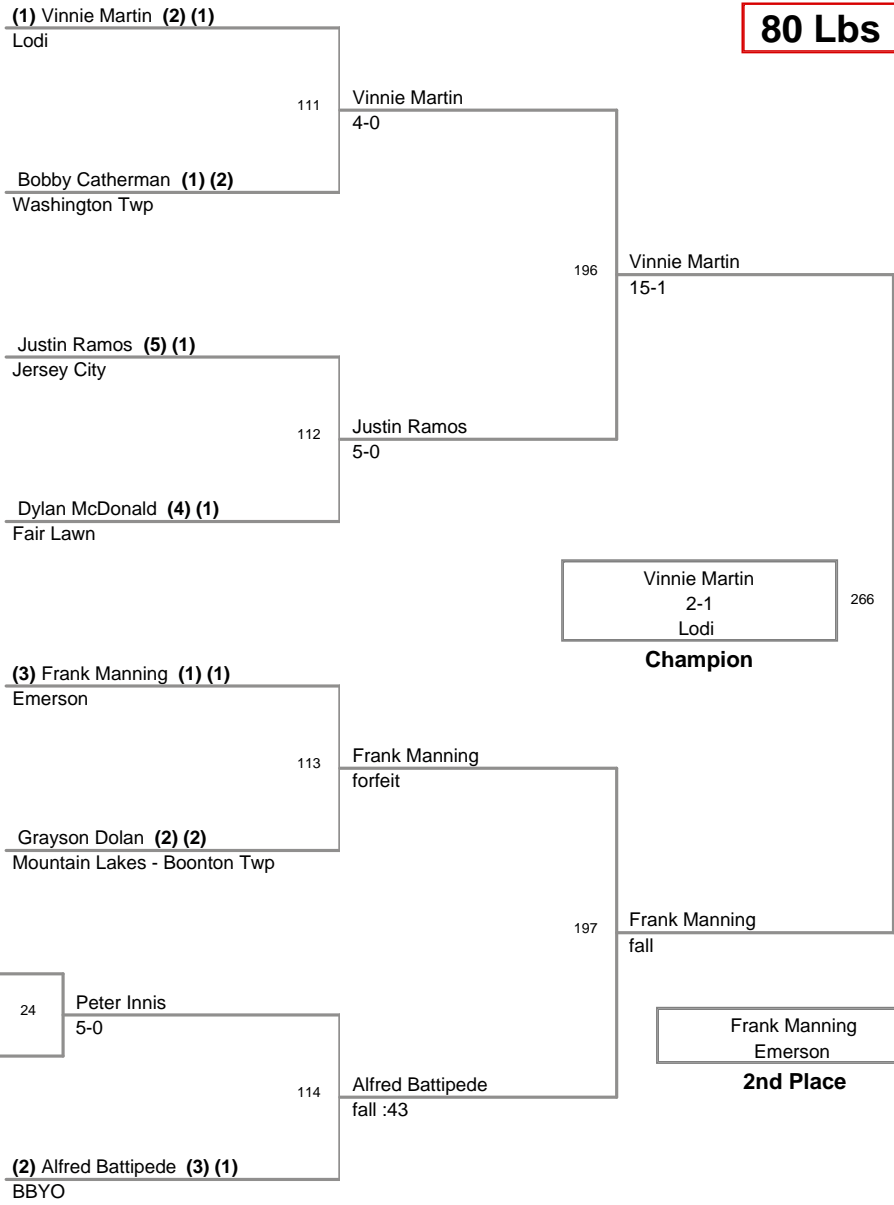 (1) Vinnie Martin (2) (1)
Lodi
80 Lbs
111
Vinnie Martin
4-0
Bobby Catherman (1) (2)
Washington Twp
196
Vinnie Martin
15-1
Justin Ramos (5) (1)
Jersey City
112
Justin Ramos
5-0
Dylan McDonald (4) (1)
Fair Lawn
Vinnie Martin
2-1
Lodi
266
Champion
(3) Frank Manning (1) (1)
Emerson
113
Frank Manning
forfeit
Grayson Dolan (2) (2)
Mountain Lakes - Boonton Twp
197
Frank Manning
fall
24
Peter Innis
5-0
Frank Manning
Emerson
2nd Place
114
Alfred Battipede
fall :43
(2) Alfred Battipede (3) (1)
BBYO